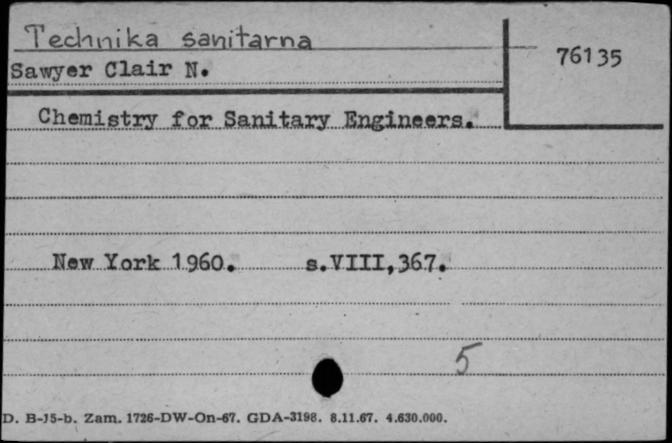 Technika sanitarna
76135
Sawyer Clair N.
Chemistry for Sanitary Engineers.
New York 1960. s.VIII,367.
5
D. B-15-b. Zam. 1726-DW-On-67. GDA-3198. 8.11.67. 4.630.000.